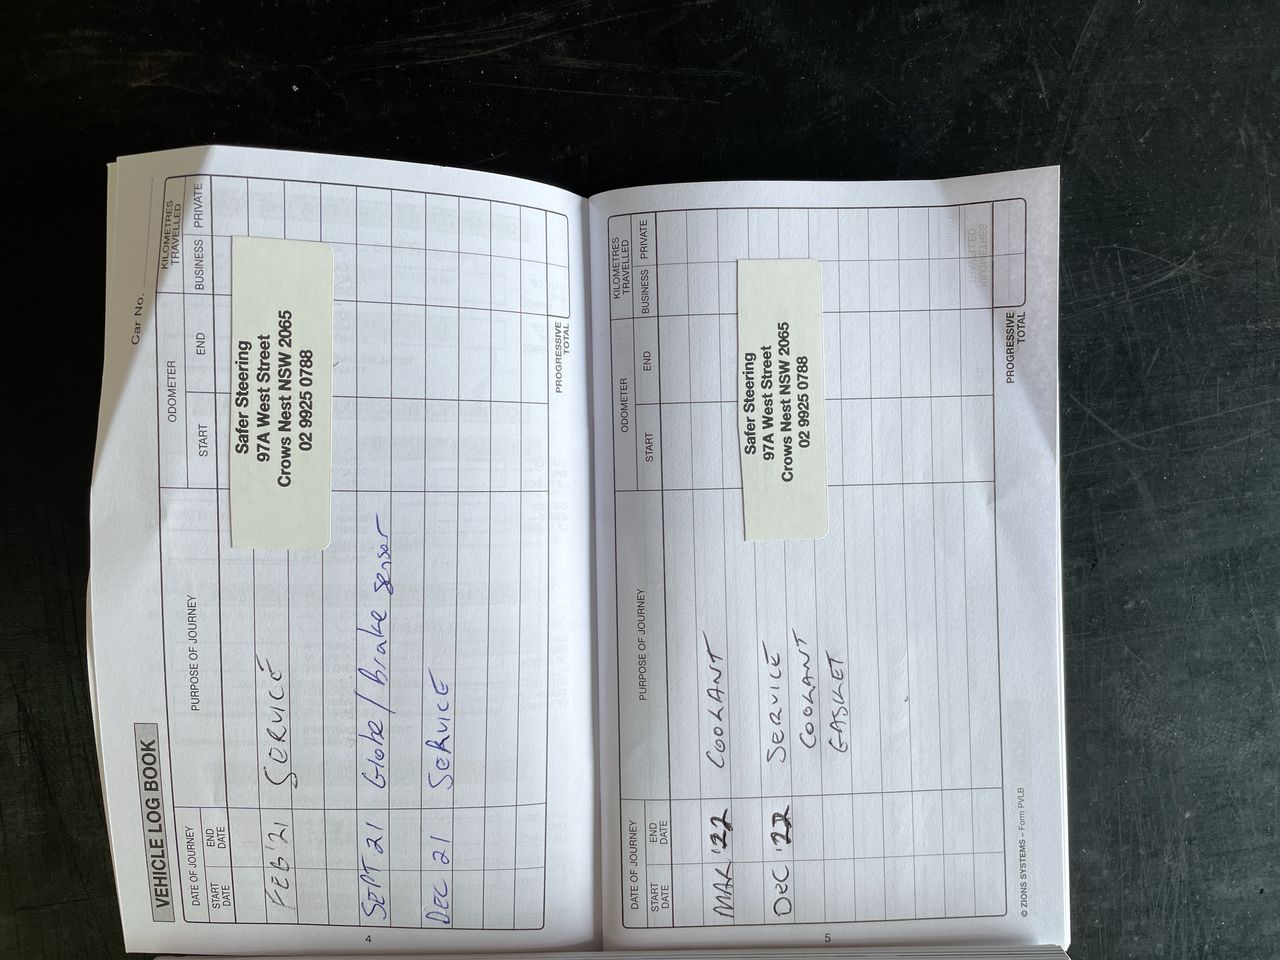 VEHICLE LOG BOOK
Car No.
DATE OF JOURNEY
START DATE
END DATE
PURPOSE OF JOURNEY
ODOMETER
START
END
KILOMETRES TRAVELLED
BUSINESS
PRIVATE
Safer Steering
97A West Street
Crows Nest NSW 2065
02 9925 0788
FEB '21 SERVICE
SEPT 21 Globe / Brake sensor
DEC 21 SERVICE
PROGRESSIVE TOTAL
4
DATE OF JOURNEY
START DATE
END DATE
PURPOSE OF JOURNEY
ODOMETER
START
END
KILOMETRES TRAVELLED
BUSINESS
PRIVATE
MAR '22 COOLANT
Safer Steering
97A West Street
Crows Nest NSW 2065
02 9925 0788
DEC '22 SERVICE
COOLANT
GASKET
PROGRESSIVE TOTAL
© ZIONS SYSTEMS – Form PVLB
5